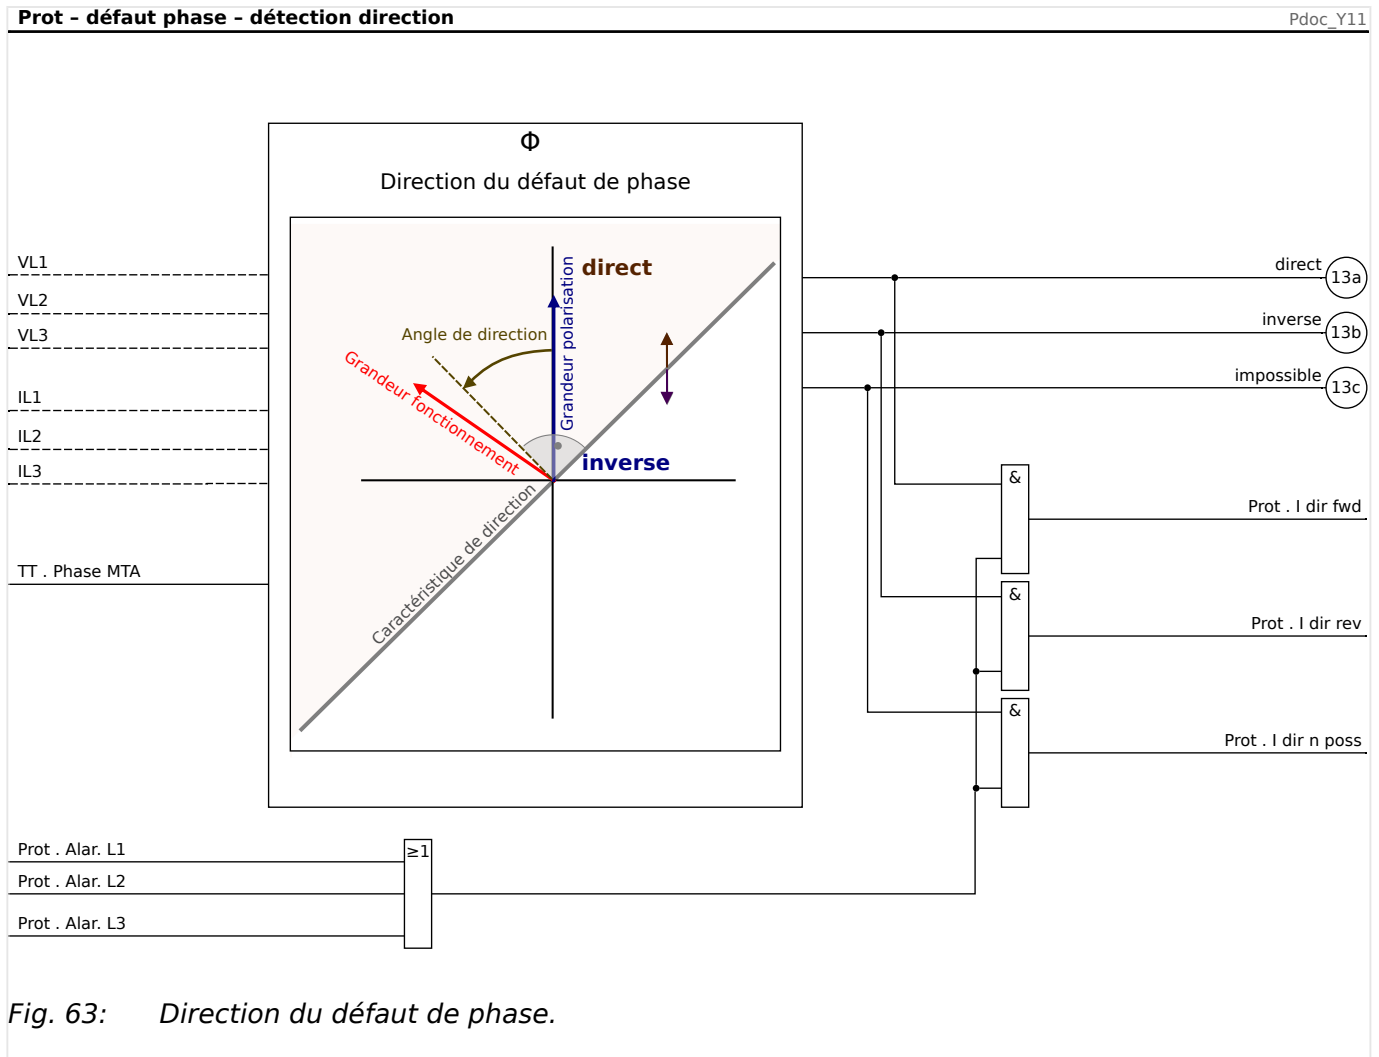 Prot – défaut phase – détection direction
Pdoc_Y11
Φ
Direction du défaut de phase
VL1
VL2
VL3
IL1
IL2
IL3
TT . Phase MTA
direct
Grandeur polarisation
Angle de direction
Grandeur fonctionnement
inverse
Caractéristique de direction
direct
13a
inverse
13b
impossible
13c
&
Prot . I dir fwd
&
Prot . I dir rev
&
Prot . I dir n poss
Prot . Alar. L1
≥1
Prot . Alar. L2
Prot . Alar. L3
Fig. 63: Direction du défaut de phase.